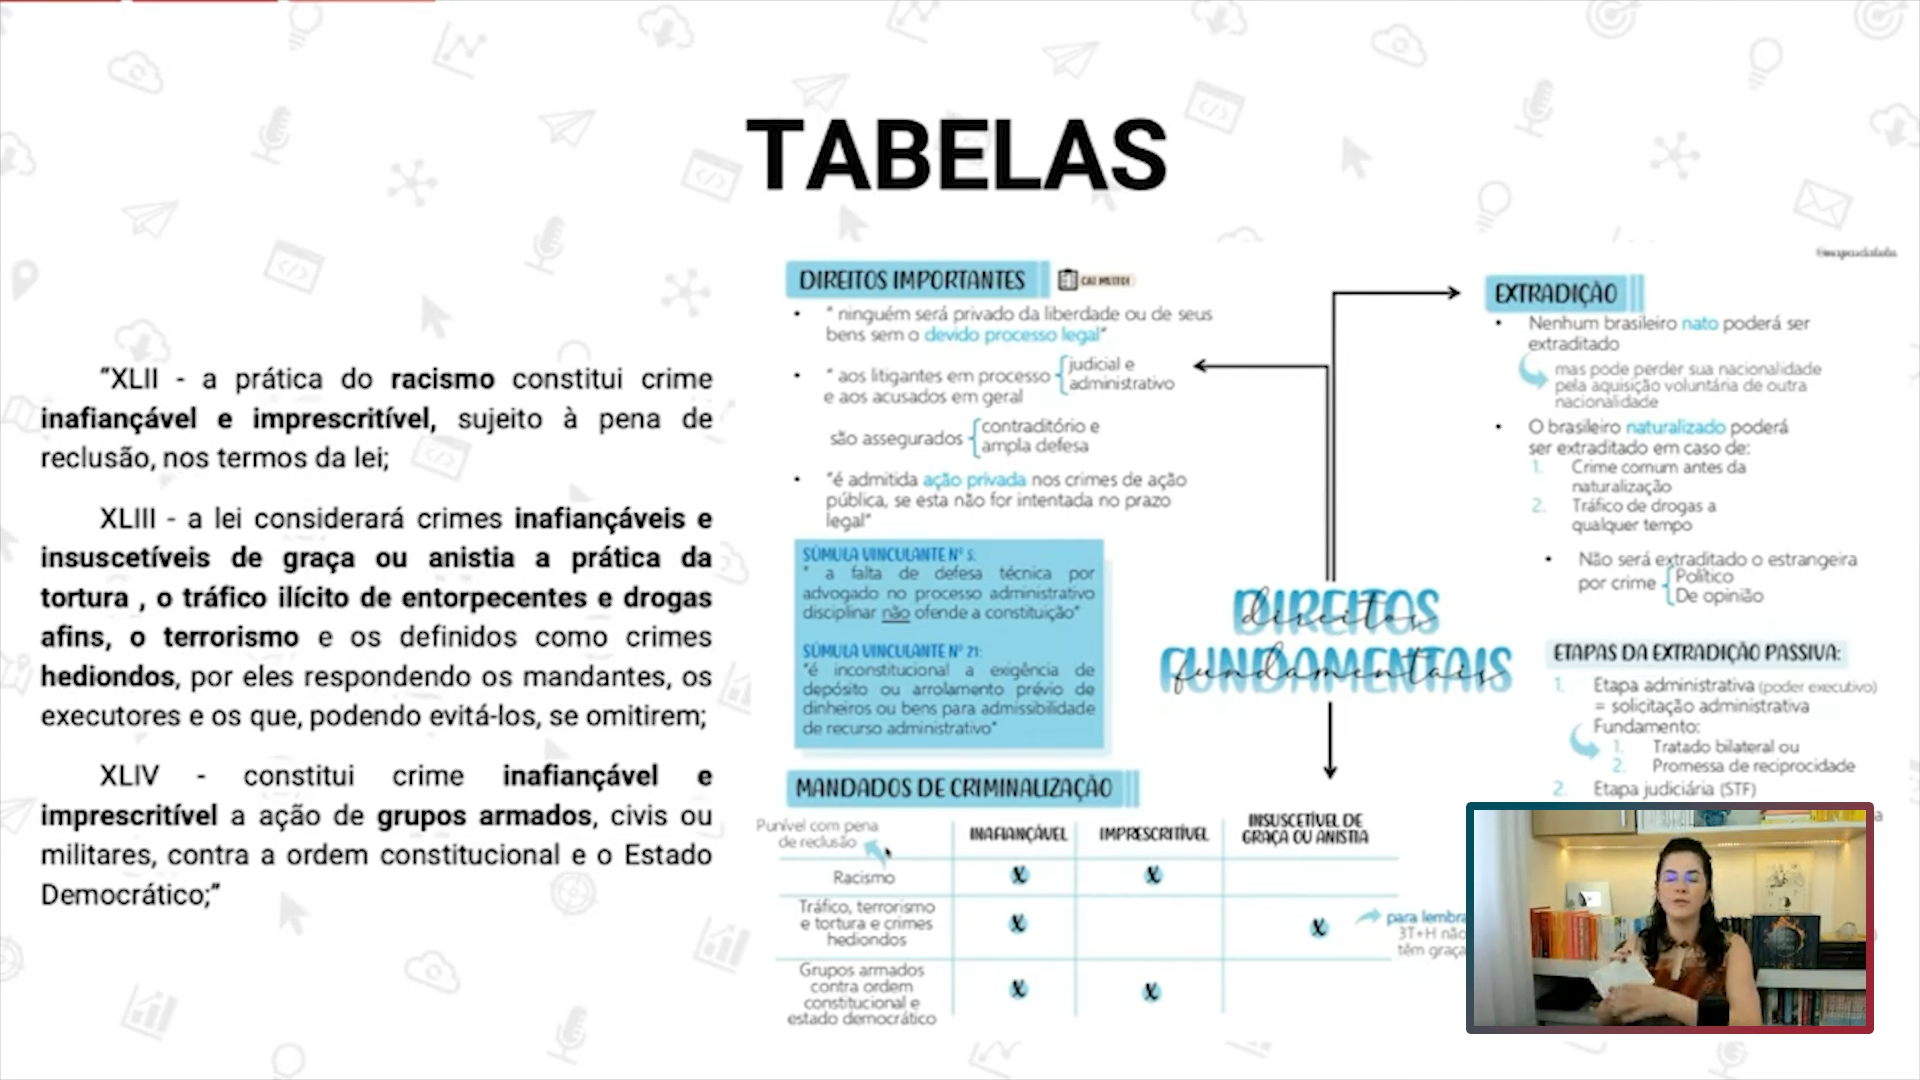 TABELAS
“XLII - a prática do racismo constitui crime
inafiançável e imprescritível, sujeito à pena de
reclusão, nos termos da lei;
XLIII - a lei considerará crimes inafiançáveis e
insuscetíveis de graça ou anistia a prática da
tortura , o tráfico ilícito de entorpecentes e drogas
afins, o terrorismo e os definidos como crimes
hediondos, por eles respondendo os mandantes, os
executores e os que, podendo evitá-los, se omitirem;
XLIV - constitui crime inafiançável e
imprescritível a ação de grupos armados, civis ou
militares, contra a ordem constitucional e o Estado
Democrático;”
DIREITOS IMPORTANTES
CAI MUITO!
• “ ninguém será privado da liberdade ou de seus
bens sem o devido processo legal”
• “ aos litigantes em processo
judicial e
administrativo
e aos acusados em geral
são assegurados
contraditório e
ampla defesa
• “é admitida ação privada nos crimes de ação
pública, se esta não for intentada no prazo
legal”
SÚMULA VINCULANTE Nº 5:
“ a falta de defesa técnica por
advogado no processo administrativo
disciplinar não ofende a constituição”
SÚMULA VINCULANTE Nº 21:
“é inconstitucional a exigência de
depósito ou arrolamento prévio de
dinheiros ou bens para admissibilidade
de recurso administrativo”
DIREITOS
direitos
FUNDAMENTAIS
fundamentais
EXTRADIÇÃO
• Nenhum brasileiro nato poderá ser
extraditado
mas pode perder sua nacionalidade
pela aquisição voluntária de outra
nacionalidade
• O brasileiro naturalizado poderá
ser extraditado em caso de:
1. Crime comum antes da
naturalização
2. Tráfico de drogas a
qualquer tempo
• Não será extraditado o estrangeira
por crime
Político
De opinião
ETAPAS DA EXTRADIÇÃO PASSIVA:
1. Etapa administrativa (poder executivo)
= solicitação administrativa
Fundamento:
1. Tratado bilateral ou
2. Promessa de reciprocidade
2. Etapa judiciária (STF)
MANDADOS DE CRIMINALIZAÇÃO
Punível com pena
de reclusão
INAFIANÇÁVEL
IMPRESCRITÍVEL
INSUSCETÍVEL DE
GRAÇA OU ANISTIA
Racismo
X X
Tráfico, terrorismo
e tortura e crimes
hediondos
X X
para lembra
3T+H não
têm graça
Grupos armados
contra ordem
constitucional e
estado democrático
X X